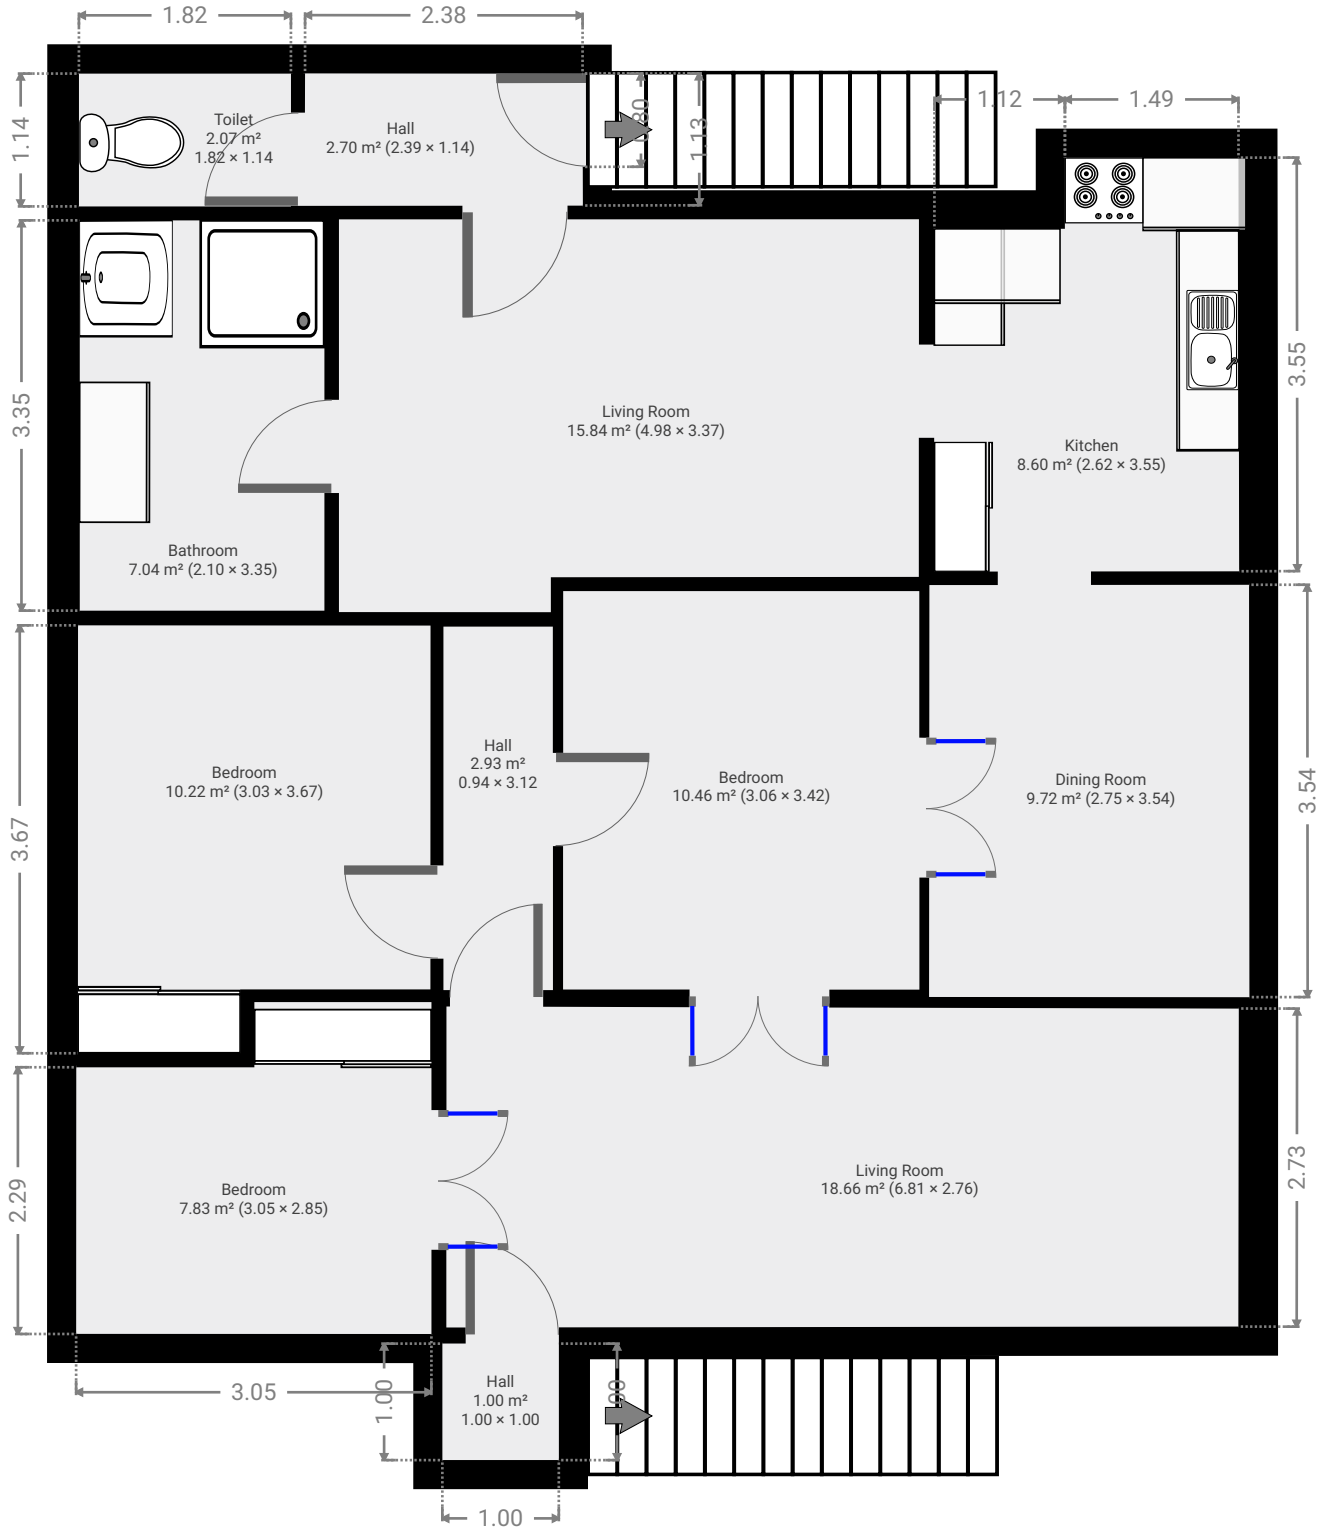 1.82
2.38
1.14
Toilet
2.07 m²
1.82 × 1.14
Hall
2.70 m² (2.39 × 1.14)
1.13
1.12
1.49
3.35
3.55
Living Room
15.84 m² (4.98 × 3.37)
Kitchen
8.60 m² (2.62 × 3.55)
Bathroom
7.04 m² (2.10 × 3.35)
Bedroom
10.22 m² (3.03 × 3.67)
Hall
2.93 m²
0.94 × 3.12
Bedroom
10.46 m² (3.06 × 3.42)
Dining Room
9.72 m² (2.75 × 3.54)
3.67
3.54
Living Room
18.66 m² (6.81 × 2.76)
Bedroom
7.83 m² (3.05 × 2.85)
2.29
2.73
3.05
1.00
Hall
1.00 m²
1.00 × 1.00
1.00